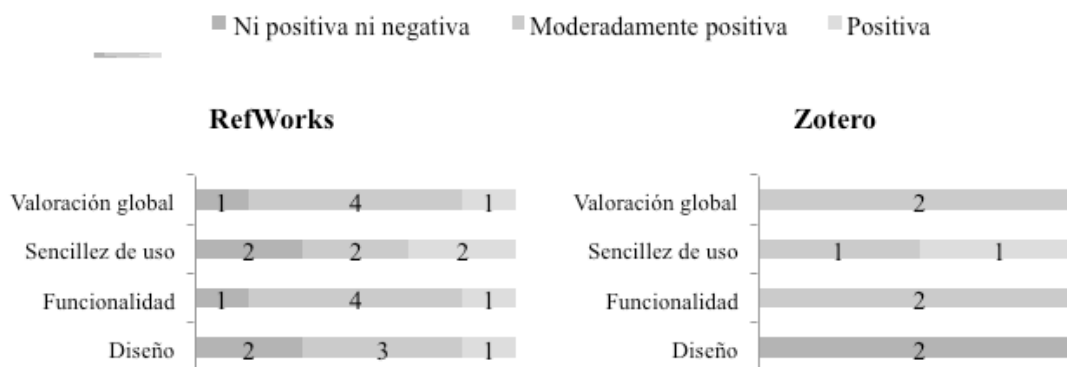 Ni positiva ni negativa Moderadamente positiva Positiva
RefWorks
Valoración global 1 4 1
Sencillez de uso 2 2 2
Funcionalidad 1 4 1
Diseño 2 3 1
Zotero
Valoración global 2
Sencillez de uso 1 1
Funcionalidad 2
Diseño 2